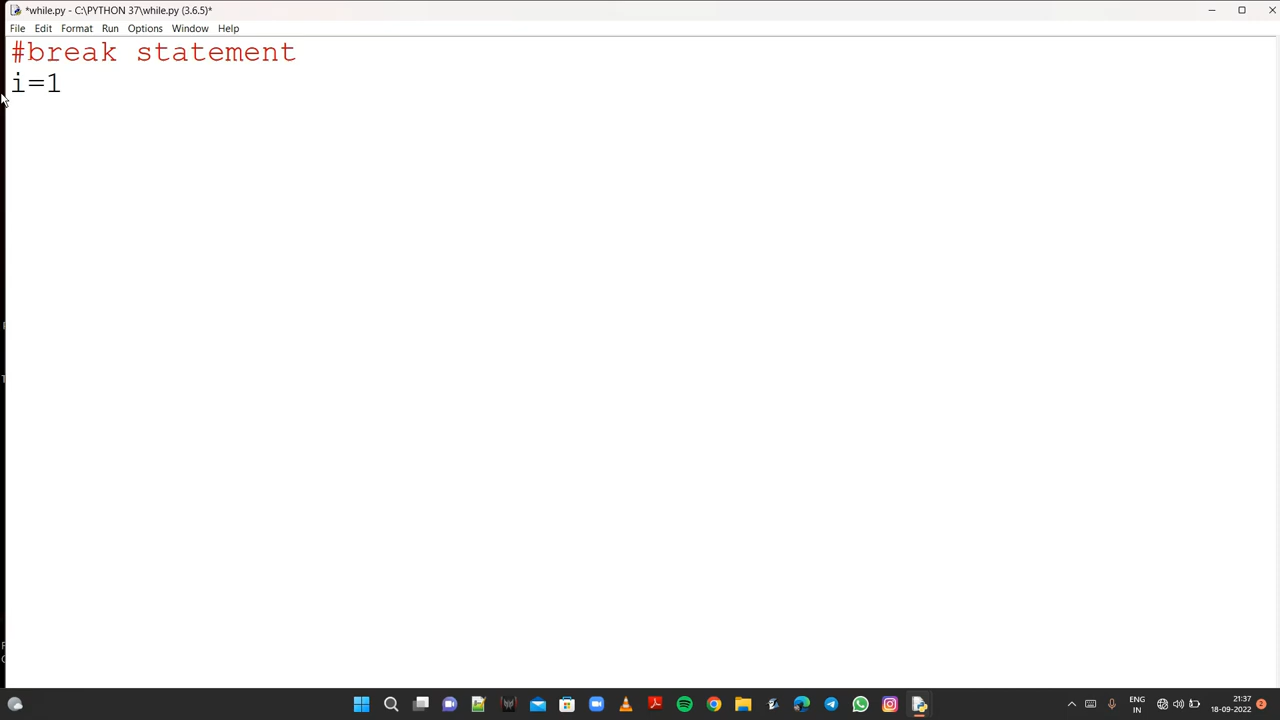 *while.py - C:\PYTHON 37\while.py (3.6.5)*
File Edit Format Run Options Window Help
#break statement
i=1
ENG
IN
21:37
18-09-2022
2